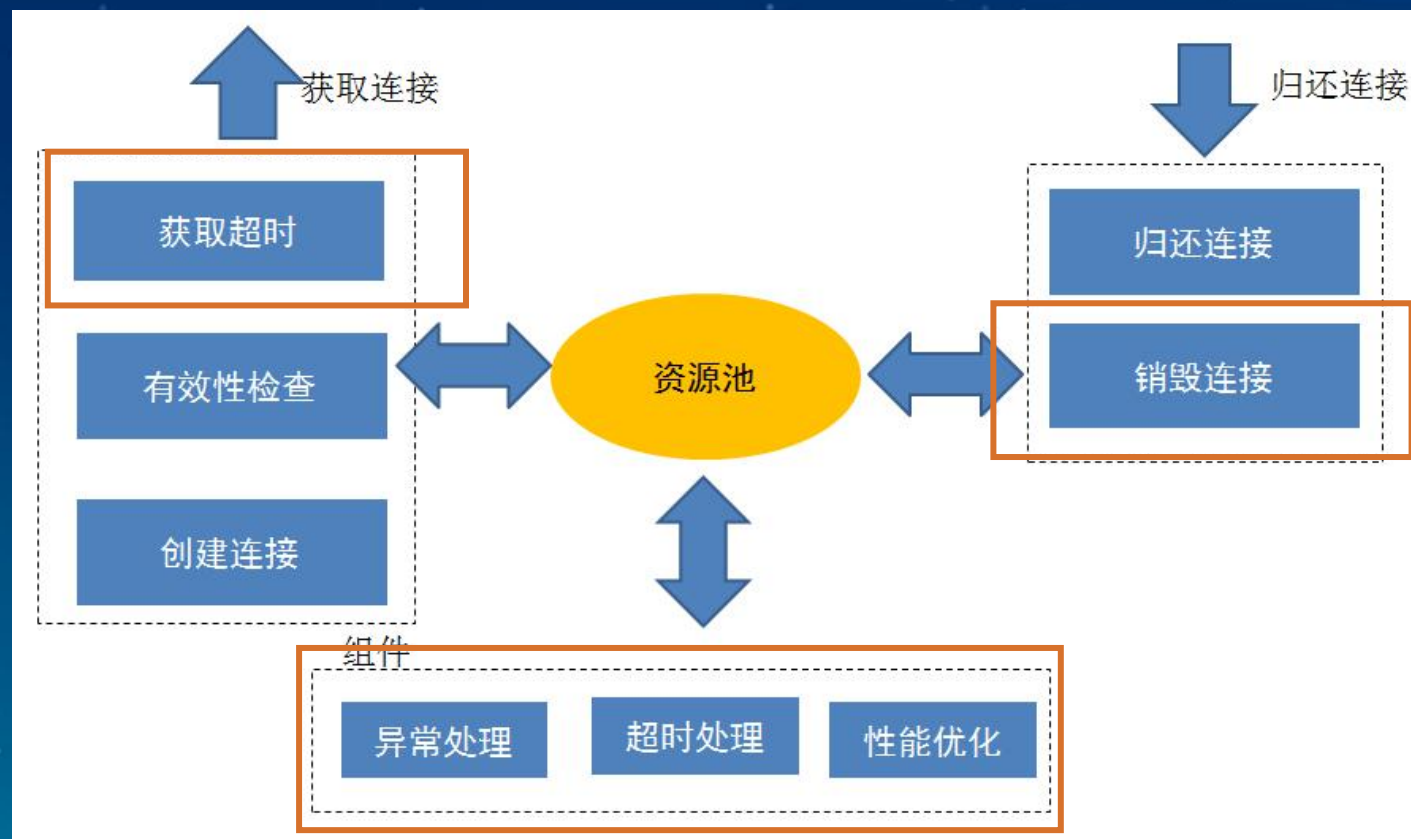 获取连接
归还连接
获取超时
归还连接
有效性检查
资源池
销毁连接
创建连接
组件
异常处理
超时处理
性能优化